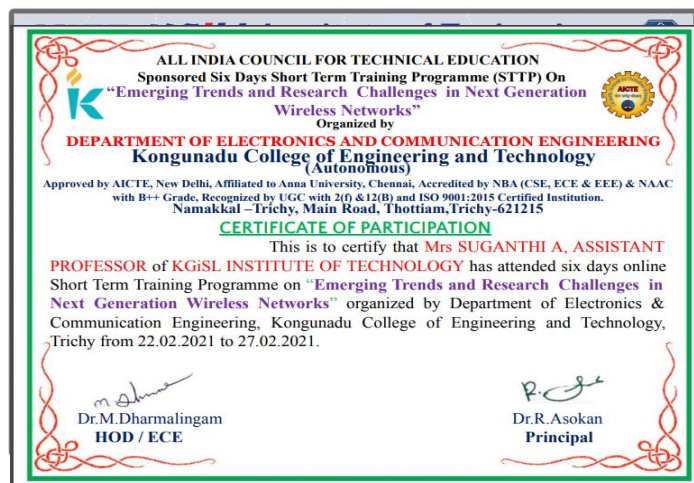 ALL INDIA COUNCIL FOR TECHNICAL EDUCATION
Sponsored Six Days Short Term Training Programme (STTP) On
“Emerging Trends and Research Challenges in Next Generation
Wireless Networks”
AICTE
Organized by
DEPARTMENT OF ELECTRONICS AND COMMUNICATION ENGINEERING
Kongunadu College of Engineering and Technology
(Autonomous)
Approved by AICTE, New Delhi, Affiliated to Anna University, Chennai, Accredited by NBA (CSE, ECE & EEE) & NAAC
with B++ Grade, Recognized by UGC with 2(f) &12(B) and ISO 9001:2015 Certified Institution.
Namakkal –Trichy, Main Road, Thottiam,Trichy-621215
CERTIFICATE OF PARTICIPATION
This is to certify that Mrs SUGANTHI A, ASSISTANT
PROFESSOR of KGiSL INSTITUTE OF TECHNOLOGY has attended six days online
Short Term Training Programme on “Emerging Trends and Research Challenges in
Next Generation Wireless Networks” organized by Department of Electronics &
Communication Engineering, Kongunadu College of Engineering and Technology,
Trichy from 22.02.2021 to 27.02.2021.
Dr.M.Dharmalingam
HOD / ECE
Dr.R.Asokan
Principal